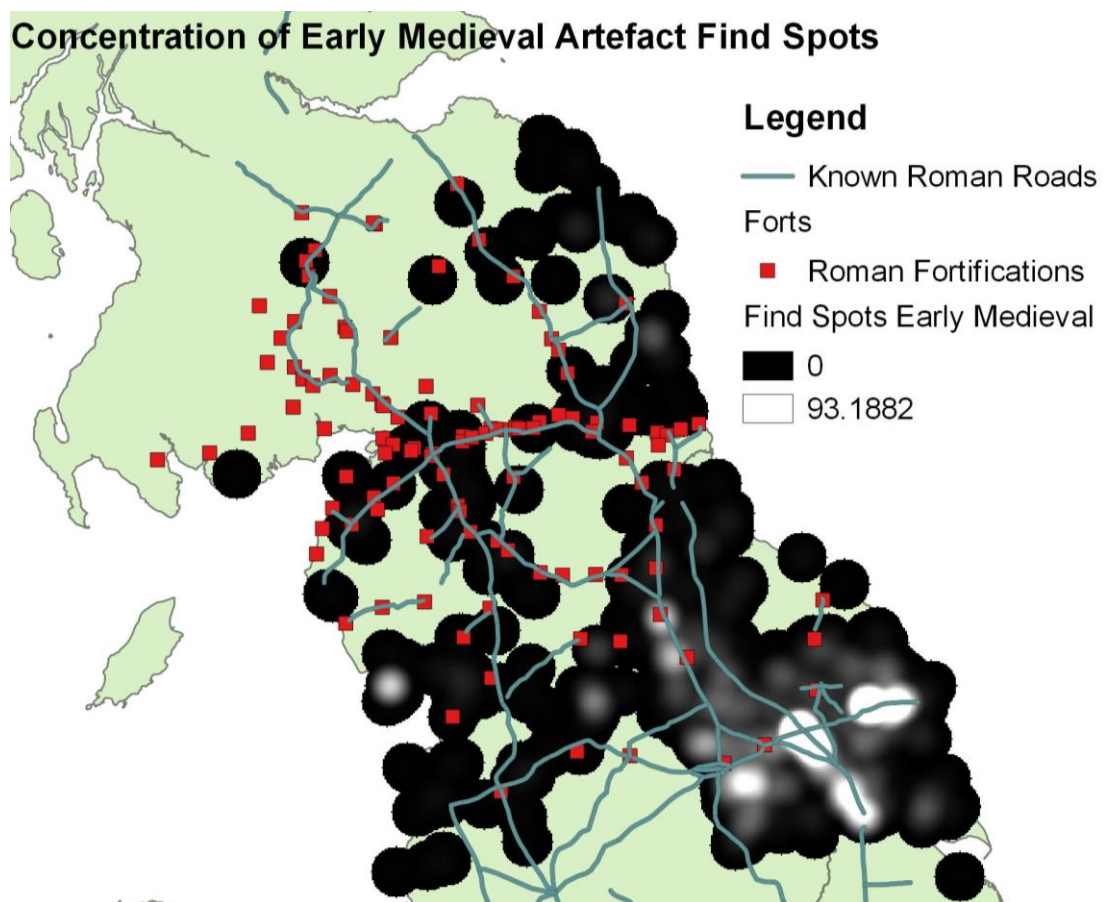 Concentration of Early Medieval Artefact Find Spots
Legend
Known Roman Roads
Forts
Roman Fortifications
Find Spots Early Medieval
0
93.1882